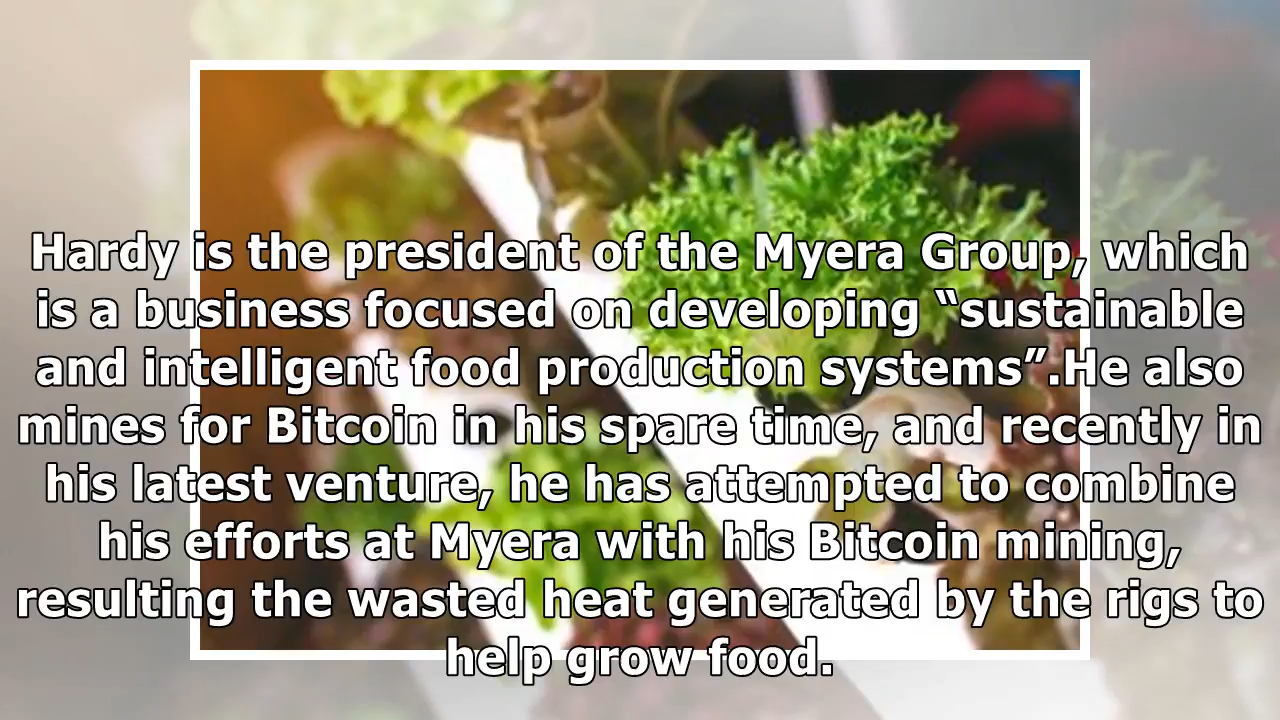 Hardy is the president of the Myera Group, which
is a business focused on developing “sustainable
and intelligent food production systems”.He also
mines for Bitcoin in his spare time, and recently in
his latest venture, he has attempted to combine
his efforts at Myera with his Bitcoin mining,
resulting the wasted heat generated by the rigs to
help grow food.